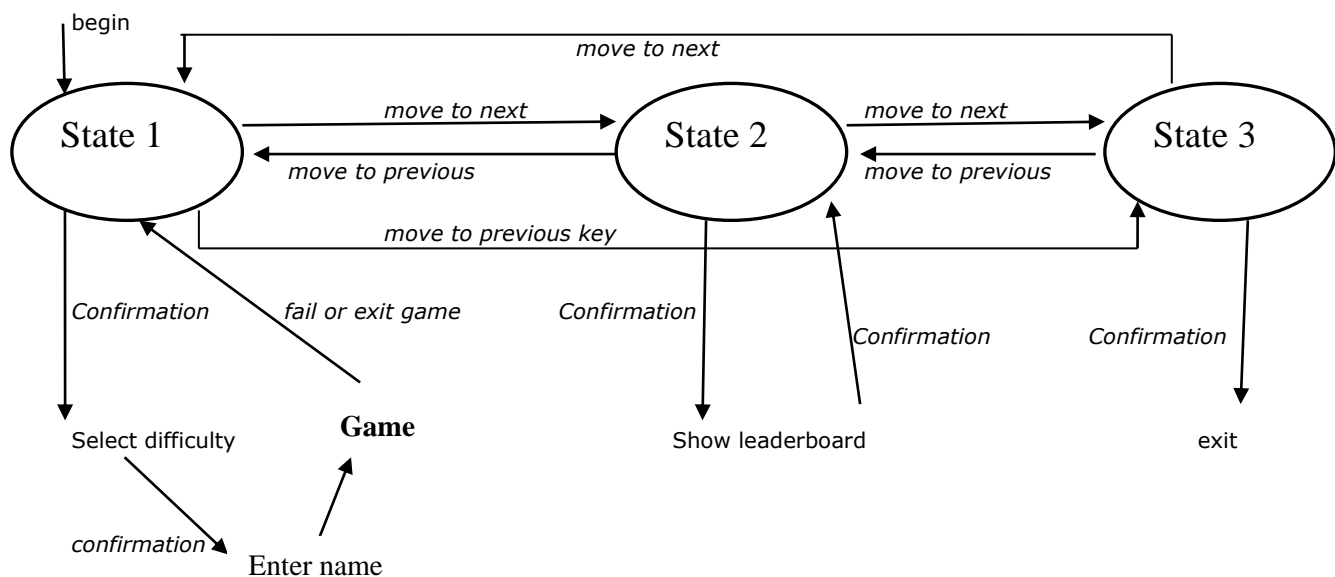 begin
move to next
State 1
move to next
State 2
move to next
State 3
move to previous
move to previous
move to previous key
Confirmation
fail or exit game
Confirmation
Confirmation
Confirmation
Game
Select difficulty
Show leaderboard
exit
confirmation
Enter name